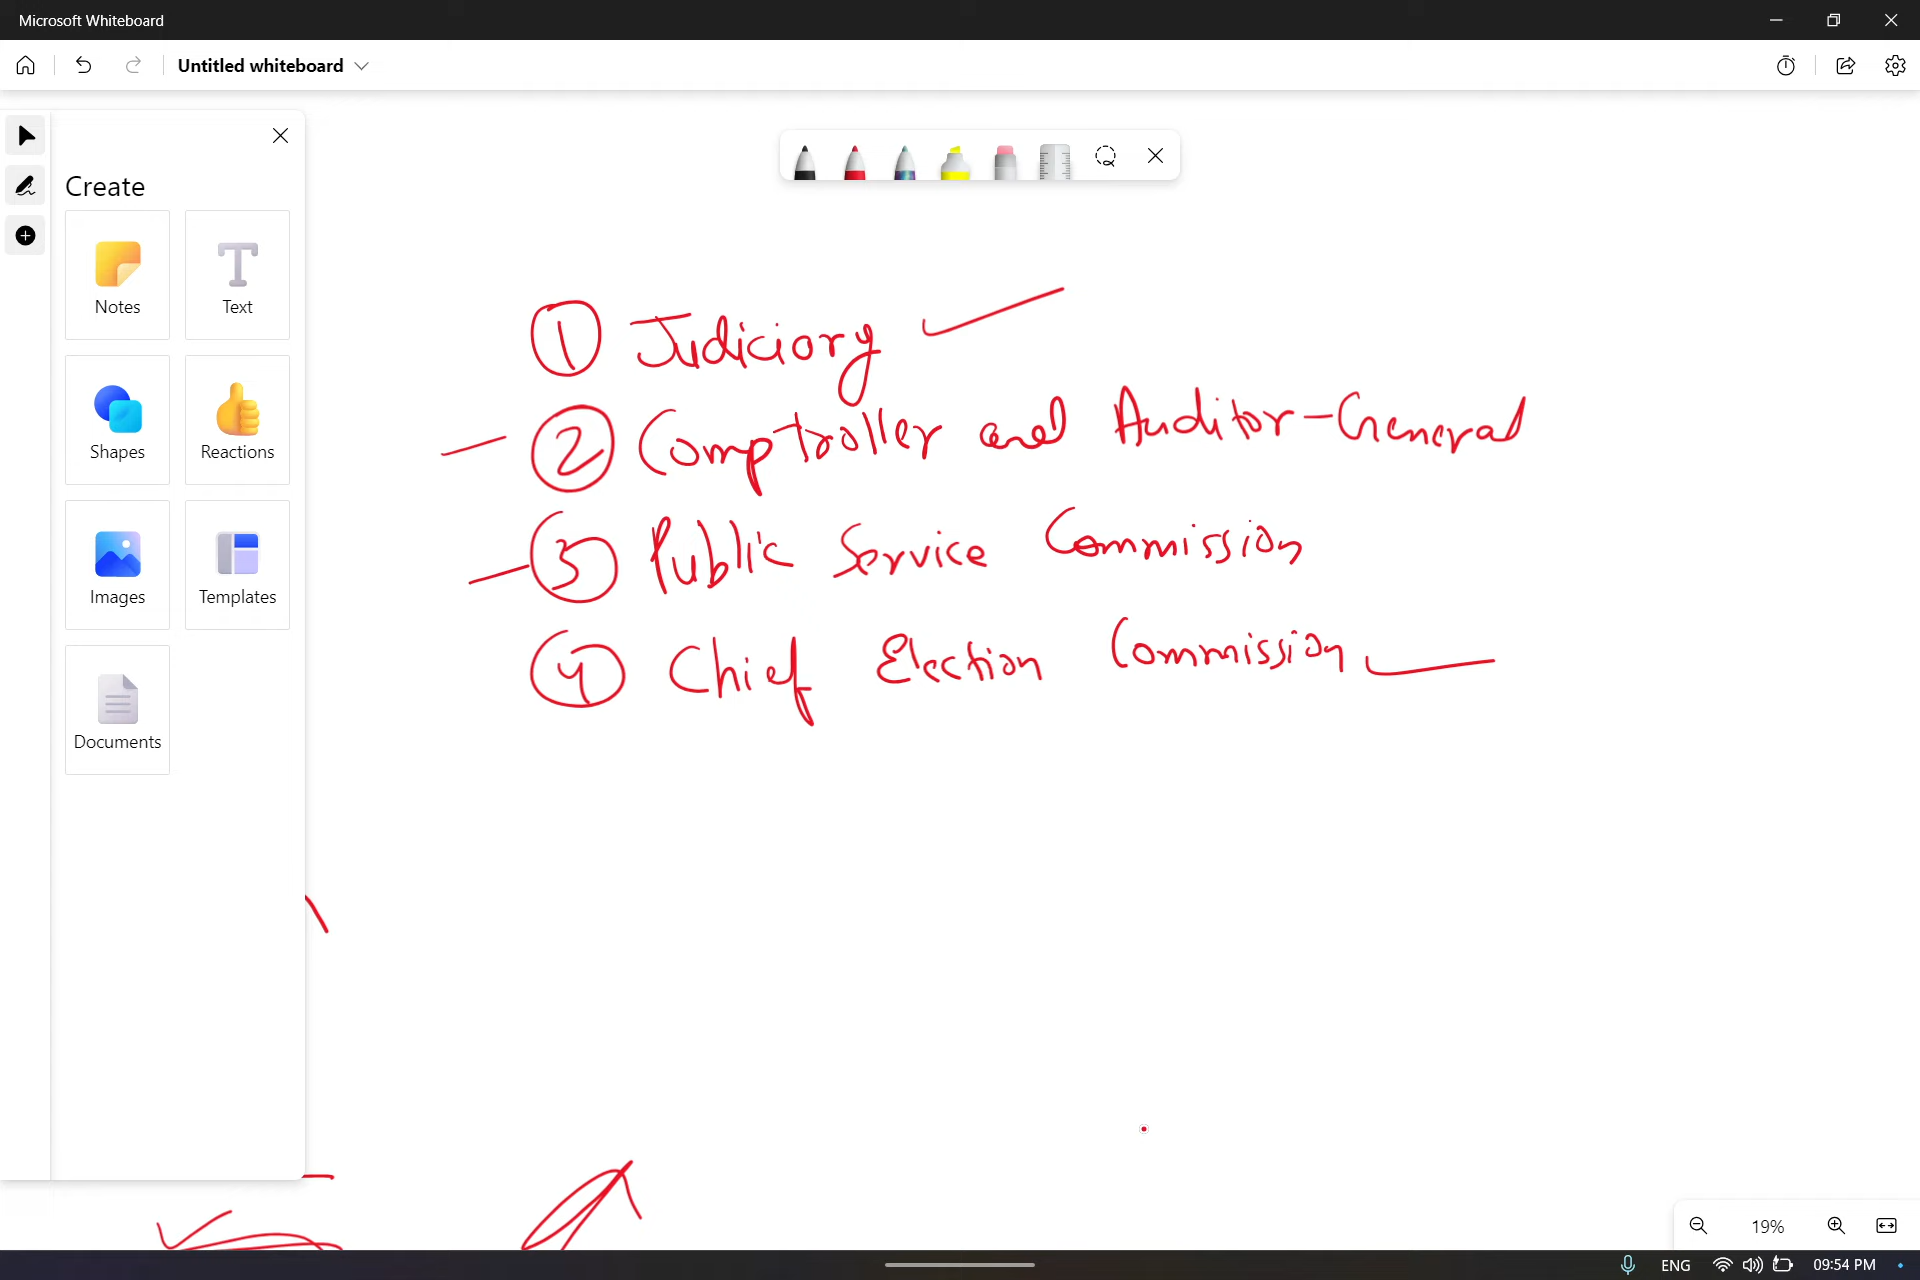 Microsoft Whiteboard
Untitled whiteboard
Create
Notes
Text
Shapes
Reactions
Images
Templates
Documents
① Judiciory
② Comptroller and Auditor-General
③ Public Service Commission
④ Chief Election Commission
19%
ENG
09:54 PM